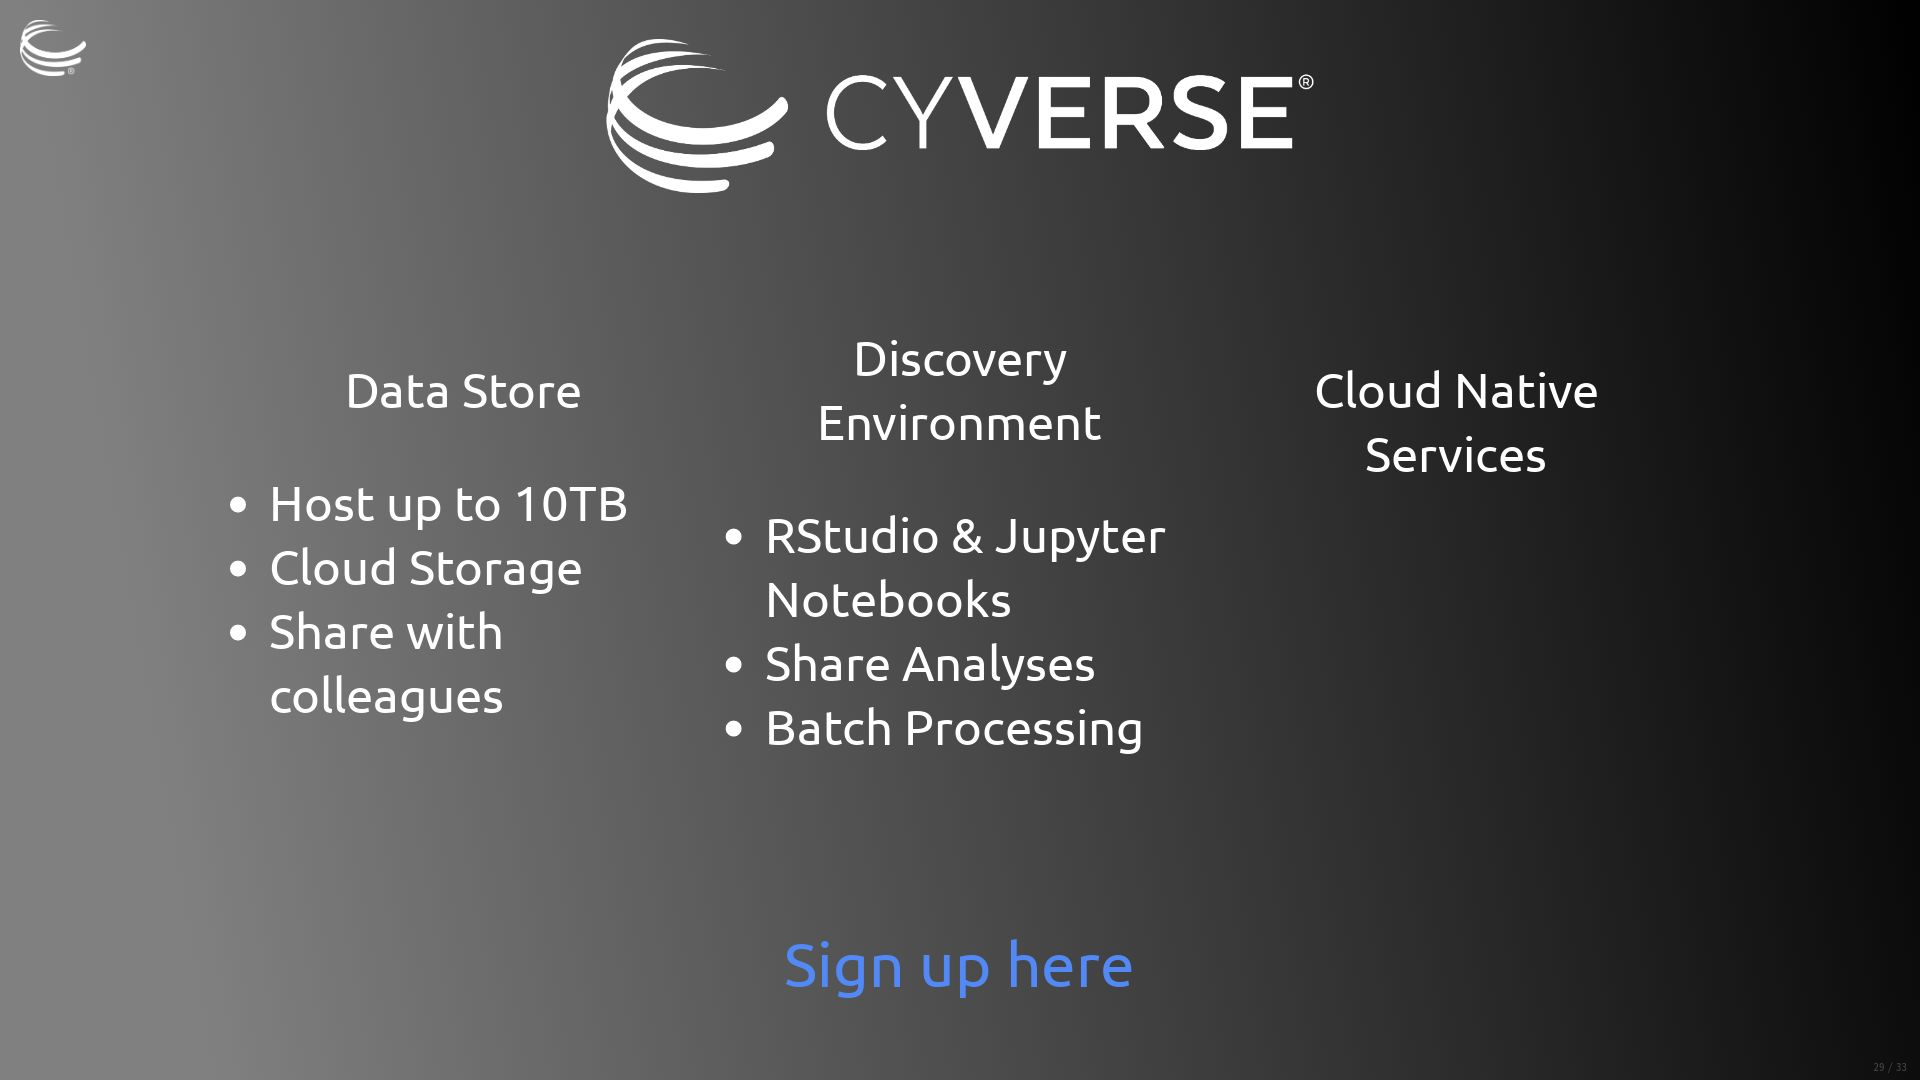 CYVERSE®
Data Store
Host up to 10TB
Cloud Storage
Share with
colleagues
Discovery
Environment
RStudio & Jupyter
Notebooks
Share Analyses
Batch Processing
Cloud Native
Services
Sign up here
29 / 33